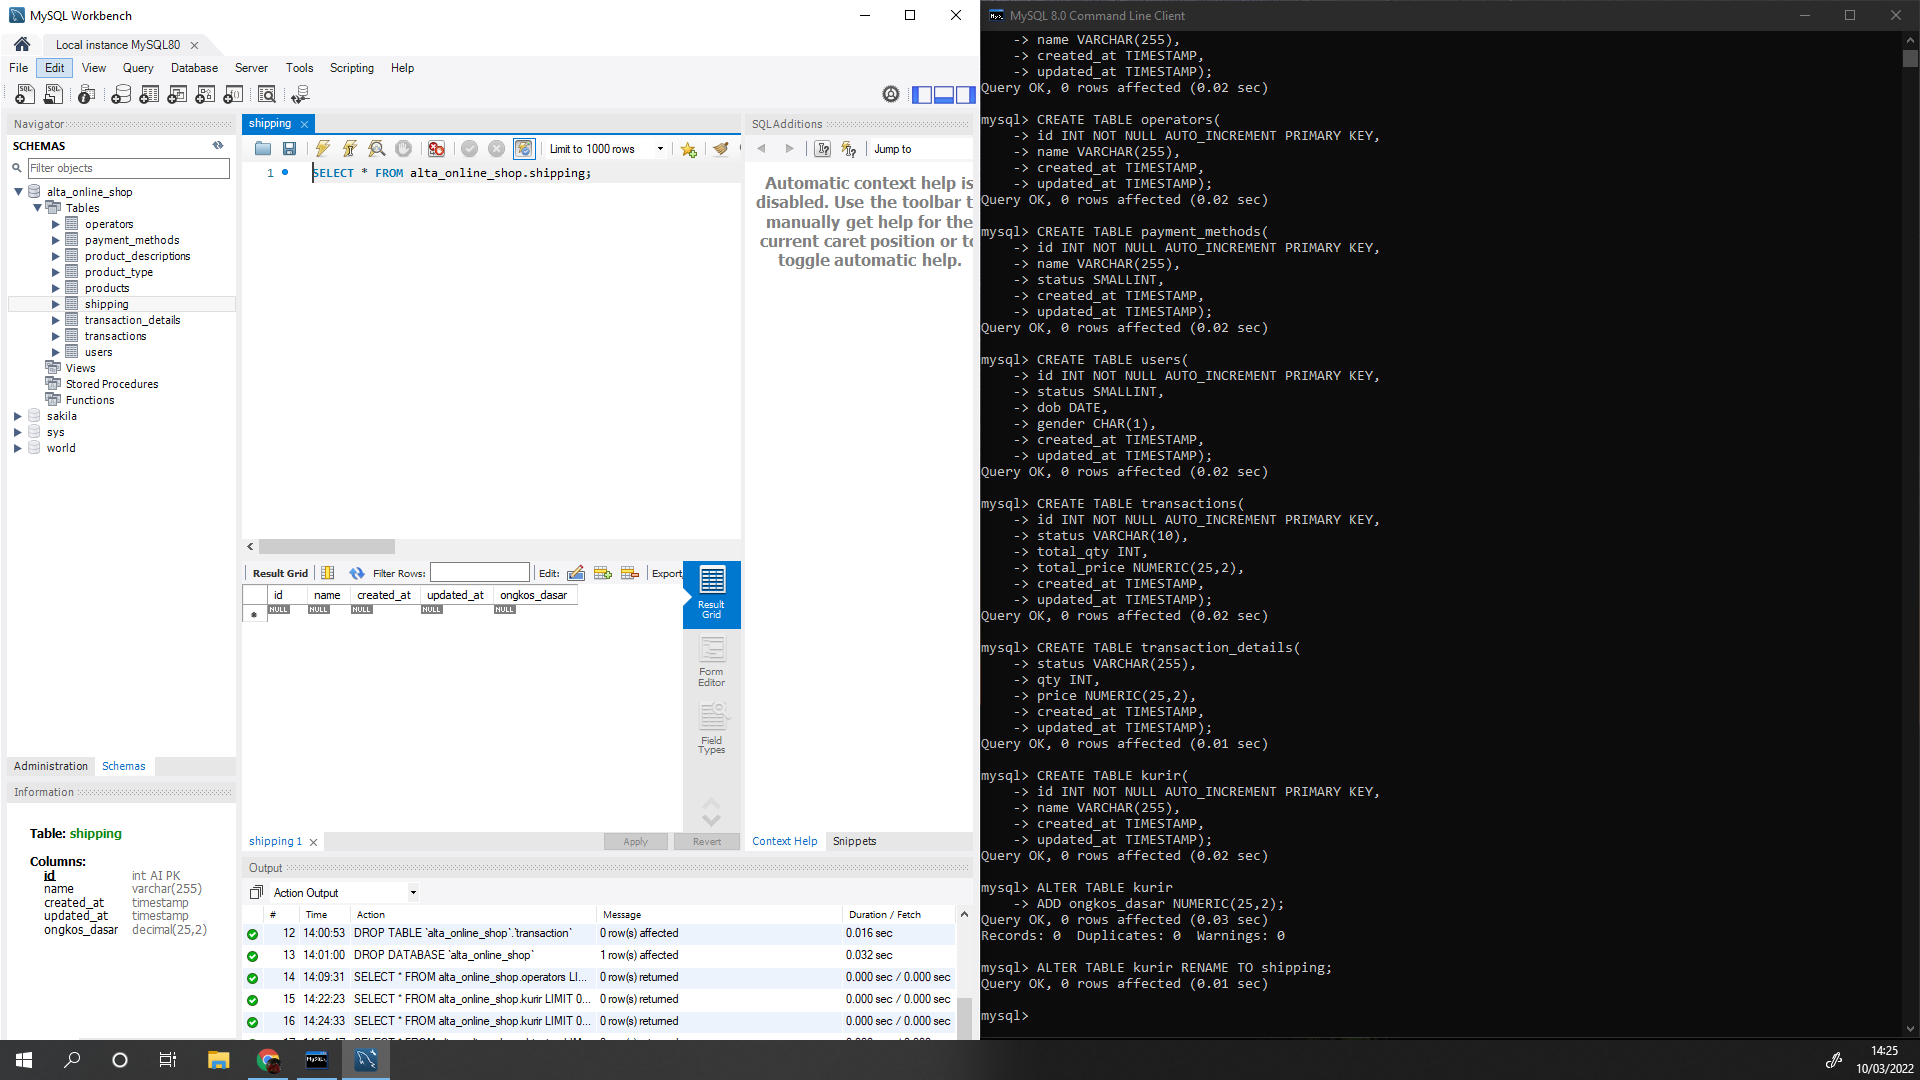 MySQL Workbench
Local instance MySQL80
File Edit View Query Database Server Tools Scripting Help
Navigator
SCHEMAS
Filter objects
alta_online_shop
Tables
operators
payment_methods
product_descriptions
product_type
products
shipping
transaction_details
transactions
users
Views
Stored Procedures
Functions
sakila
sys
world
Administration Schemas
Information
Table: shipping
Columns:
id int AI PK
name varchar(255)
created_at timestamp
updated_at timestamp
ongkos_dasar decimal(25,2)
shipping
Limit to 1000 rows
1 SELECT * FROM alta_online_shop.shipping;
Result Grid Filter Rows: Edit: Export
id name created_at updated_at ongkos_dasar
NULL NULL NULL NULL NULL
Result Grid
Form Editor
Field Types
shipping 1
Apply Revert
SQLAdditions
Jump to
Automatic context help is
disabled. Use the toolbar t
manually get help for the
current caret position or to
toggle automatic help.
Context Help Snippets
Output
Action Output
# Time Action Message Duration / Fetch
12 14:00:53 DROP TABLE `alta_online_shop`.`transaction` 0 row(s) affected 0.016 sec
13 14:01:00 DROP DATABASE `alta_online_shop` 1 row(s) affected 0.032 sec
14 14:09:31 SELECT * FROM alta_online_shop.operators LI... 0 row(s) returned 0.000 sec / 0.000 sec
15 14:22:23 SELECT * FROM alta_online_shop.kurir LIMIT 0... 0 row(s) returned 0.000 sec / 0.000 sec
16 14:24:33 SELECT * FROM alta_online_shop.kurir LIMIT 0... 0 row(s) returned 0.000 sec / 0.000 sec
MySQL 8.0 Command Line Client
-> name VARCHAR(255),
-> created_at TIMESTAMP,
-> updated_at TIMESTAMP);
Query OK, 0 rows affected (0.02 sec)
mysql> CREATE TABLE operators(
-> id INT NOT NULL AUTO_INCREMENT PRIMARY KEY,
-> name VARCHAR(255),
-> created_at TIMESTAMP,
-> updated_at TIMESTAMP);
Query OK, 0 rows affected (0.02 sec)
mysql> CREATE TABLE payment_methods(
-> id INT NOT NULL AUTO_INCREMENT PRIMARY KEY,
-> name VARCHAR(255),
-> status SMALLINT,
-> created_at TIMESTAMP,
-> updated_at TIMESTAMP);
Query OK, 0 rows affected (0.02 sec)
mysql> CREATE TABLE users(
-> id INT NOT NULL AUTO_INCREMENT PRIMARY KEY,
-> status SMALLINT,
-> dob DATE,
-> gender CHAR(1),
-> created_at TIMESTAMP,
-> updated_at TIMESTAMP);
Query OK, 0 rows affected (0.02 sec)
mysql> CREATE TABLE transactions(
-> id INT NOT NULL AUTO_INCREMENT PRIMARY KEY,
-> status VARCHAR(10),
-> total_qty INT,
-> total_price NUMERIC(25,2),
-> created_at TIMESTAMP,
-> updated_at TIMESTAMP);
Query OK, 0 rows affected (0.02 sec)
mysql> CREATE TABLE transaction_details(
-> status VARCHAR(255),
-> qty INT,
-> price NUMERIC(25,2),
-> created_at TIMESTAMP,
-> updated_at TIMESTAMP);
Query OK, 0 rows affected (0.01 sec)
mysql> CREATE TABLE kurir(
-> id INT NOT NULL AUTO_INCREMENT PRIMARY KEY,
-> name VARCHAR(255),
-> created_at TIMESTAMP,
-> updated_at TIMESTAMP);
Query OK, 0 rows affected (0.02 sec)
mysql> ALTER TABLE kurir
-> ADD ongkos_dasar NUMERIC(25,2);
Query OK, 0 rows affected (0.03 sec)
Records: 0 Duplicates: 0 Warnings: 0
mysql> ALTER TABLE kurir RENAME TO shipping;
Query OK, 0 rows affected (0.01 sec)
mysql>
14:25
10/03/2022